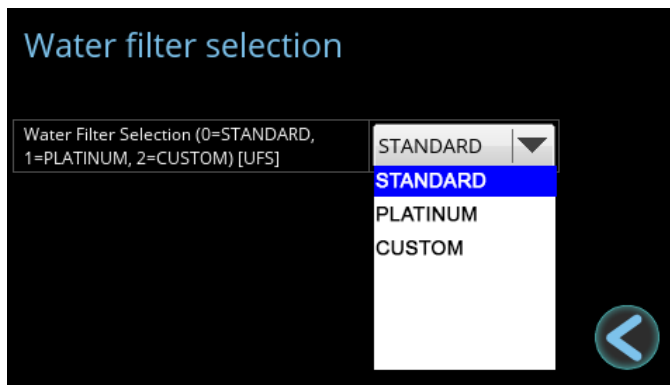 Water filter selection
Water Filter Selection (0=STANDARD,
1=PLATINUM, 2=CUSTOM) [UFS]
STANDARD
STANDARD
PLATINUM
CUSTOM